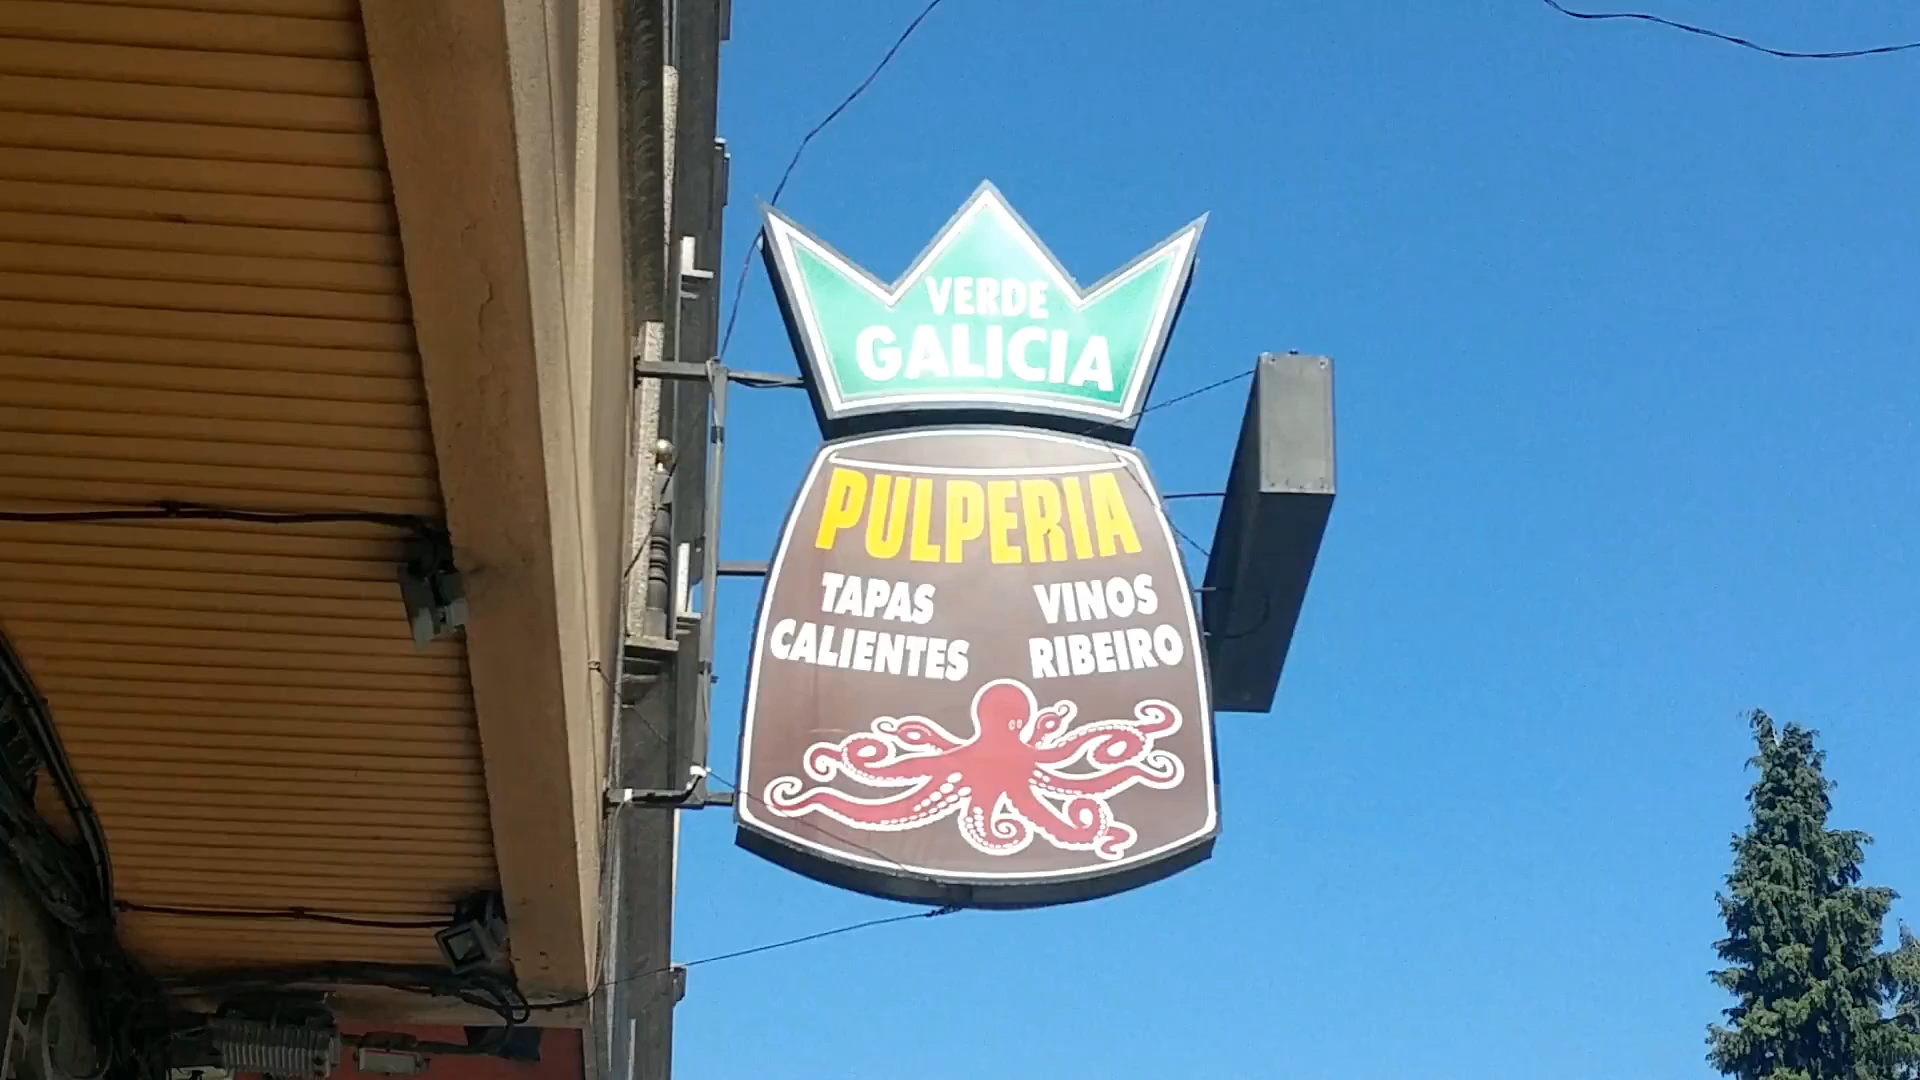 VERDE
GALICIA
PULPERIA
TAPAS
CALIENTES
VINOS
RIBEIRO